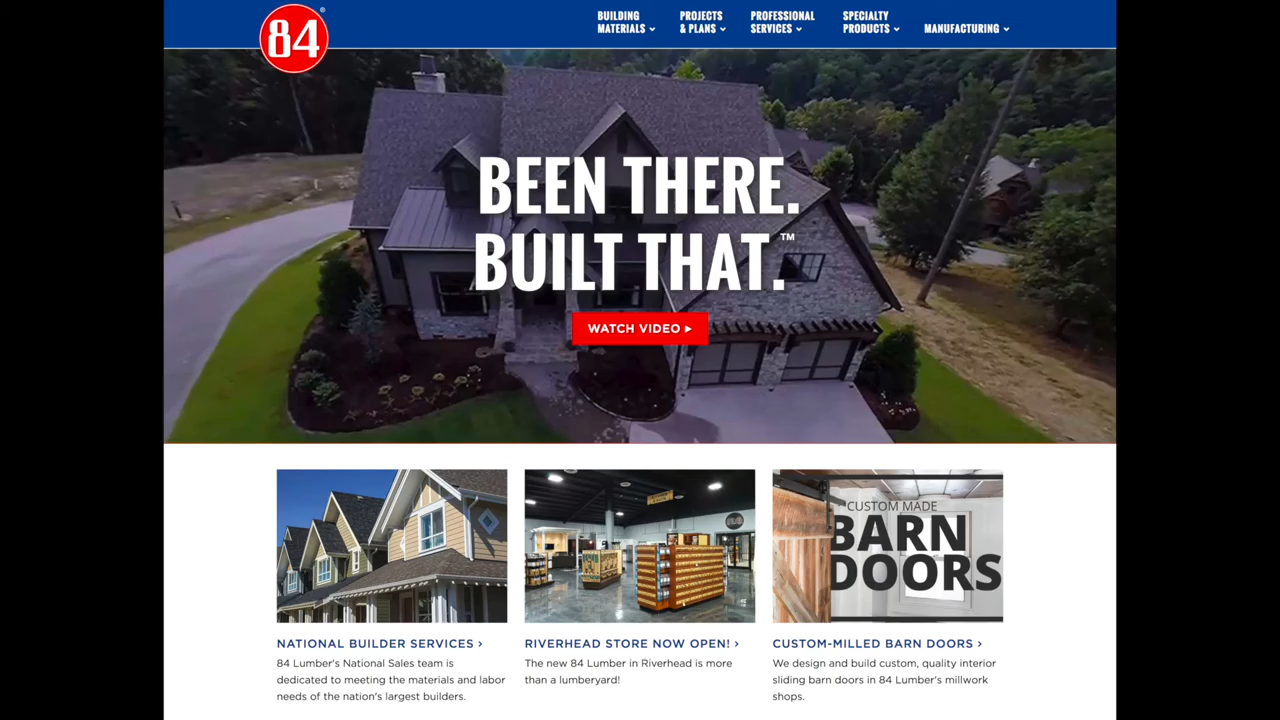 84®
BUILDING
MATERIALS
PROJECTS
& PLANS
PROFESSIONAL
SERVICES
SPECIALTY
PRODUCTS
MANUFACTURING
BEEN THERE.
BUILT THAT.™
WATCH VIDEO ▸
CUSTOM MADE
BARN
DOORS
NATIONAL BUILDER SERVICES ›
84 Lumber's National Sales team is
dedicated to meeting the materials and labor
needs of the nation's largest builders.
RIVERHEAD STORE NOW OPEN! ›
The new 84 Lumber in Riverhead is more
than a lumberyard!
CUSTOM-MILLED BARN DOORS ›
We design and build custom, quality interior
sliding barn doors in 84 Lumber's millwork
shops.